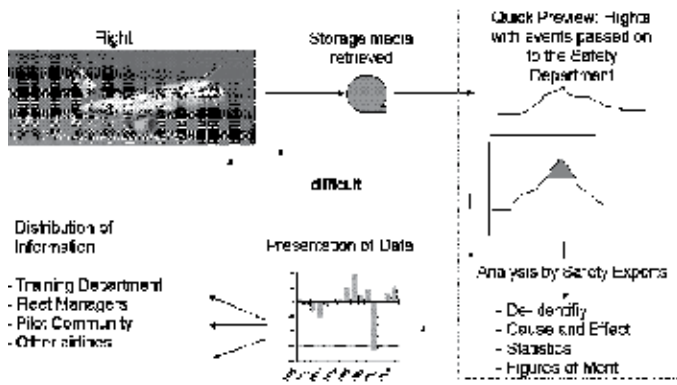 Flight
Storage media
retrieved
Quick Preview: Flights
with events passed on
to the Safety
Department
difficult
Distribution of
Information
- Training Department
- Fleet Managers
- Pilot Community
- Other airlines
Presentation of Data
Analysis by Safety Experts
- De-identify
- Cause and Effect
- Statistics
- Figures of Merit